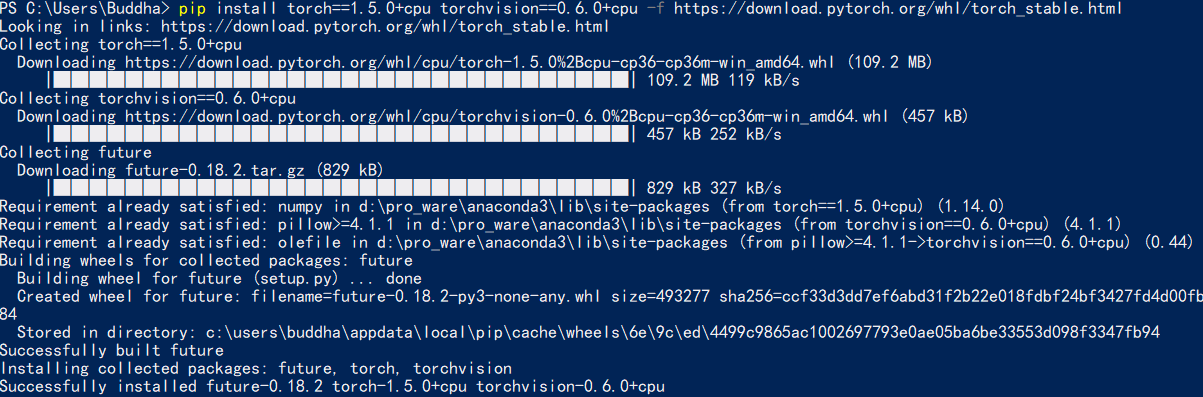 PS C:\Users\Buddha> pip install torch==1.5.0+cpu torchvision==0.6.0+cpu -f https://download.pytorch.org/whl/torch_stable.html
Looking in links: https://download.pytorch.org/whl/torch_stable.html
Collecting torch==1.5.0+cpu
  Downloading https://download.pytorch.org/whl/cpu/torch-1.5.0%2Bcpu-cp36-cp36m-win_amd64.whl (109.2 MB)
     |████████████████████████████████| 109.2 MB 119 kB/s
Collecting torchvision==0.6.0+cpu
  Downloading https://download.pytorch.org/whl/cpu/torchvision-0.6.0%2Bcpu-cp36-cp36m-win_amd64.whl (457 kB)
     |████████████████████████████████| 457 kB 252 kB/s
Collecting future
  Downloading future-0.18.2.tar.gz (829 kB)
     |████████████████████████████████| 829 kB 327 kB/s
Requirement already satisfied: numpy in d:\pro_ware\anaconda3\lib\site-packages (from torch==1.5.0+cpu) (1.14.0)
Requirement already satisfied: pillow>=4.1.1 in d:\pro_ware\anaconda3\lib\site-packages (from torchvision==0.6.0+cpu) (4.1.1)
Requirement already satisfied: olefile in d:\pro_ware\anaconda3\lib\site-packages (from pillow>=4.1.1->torchvision==0.6.0+cpu) (0.44)
Building wheels for collected packages: future
  Building wheel for future (setup.py) ... done
  Created wheel for future: filename=future-0.18.2-py3-none-any.whl size=493277 sha256=ccf33d3dd7ef6abd31f2b22e018fdbf24bf3427fd4d00fb
84
  Stored in directory: c:\users\buddha\appdata\local\pip\cache\wheels\6e\9c\ed\4499c9865ac1002697793e0ae05ba6be33553d098f3347fb94
Successfully built future
Installing collected packages: future, torch, torchvision
Successfully installed future-0.18.2 torch-1.5.0+cpu torchvision-0.6.0+cpu